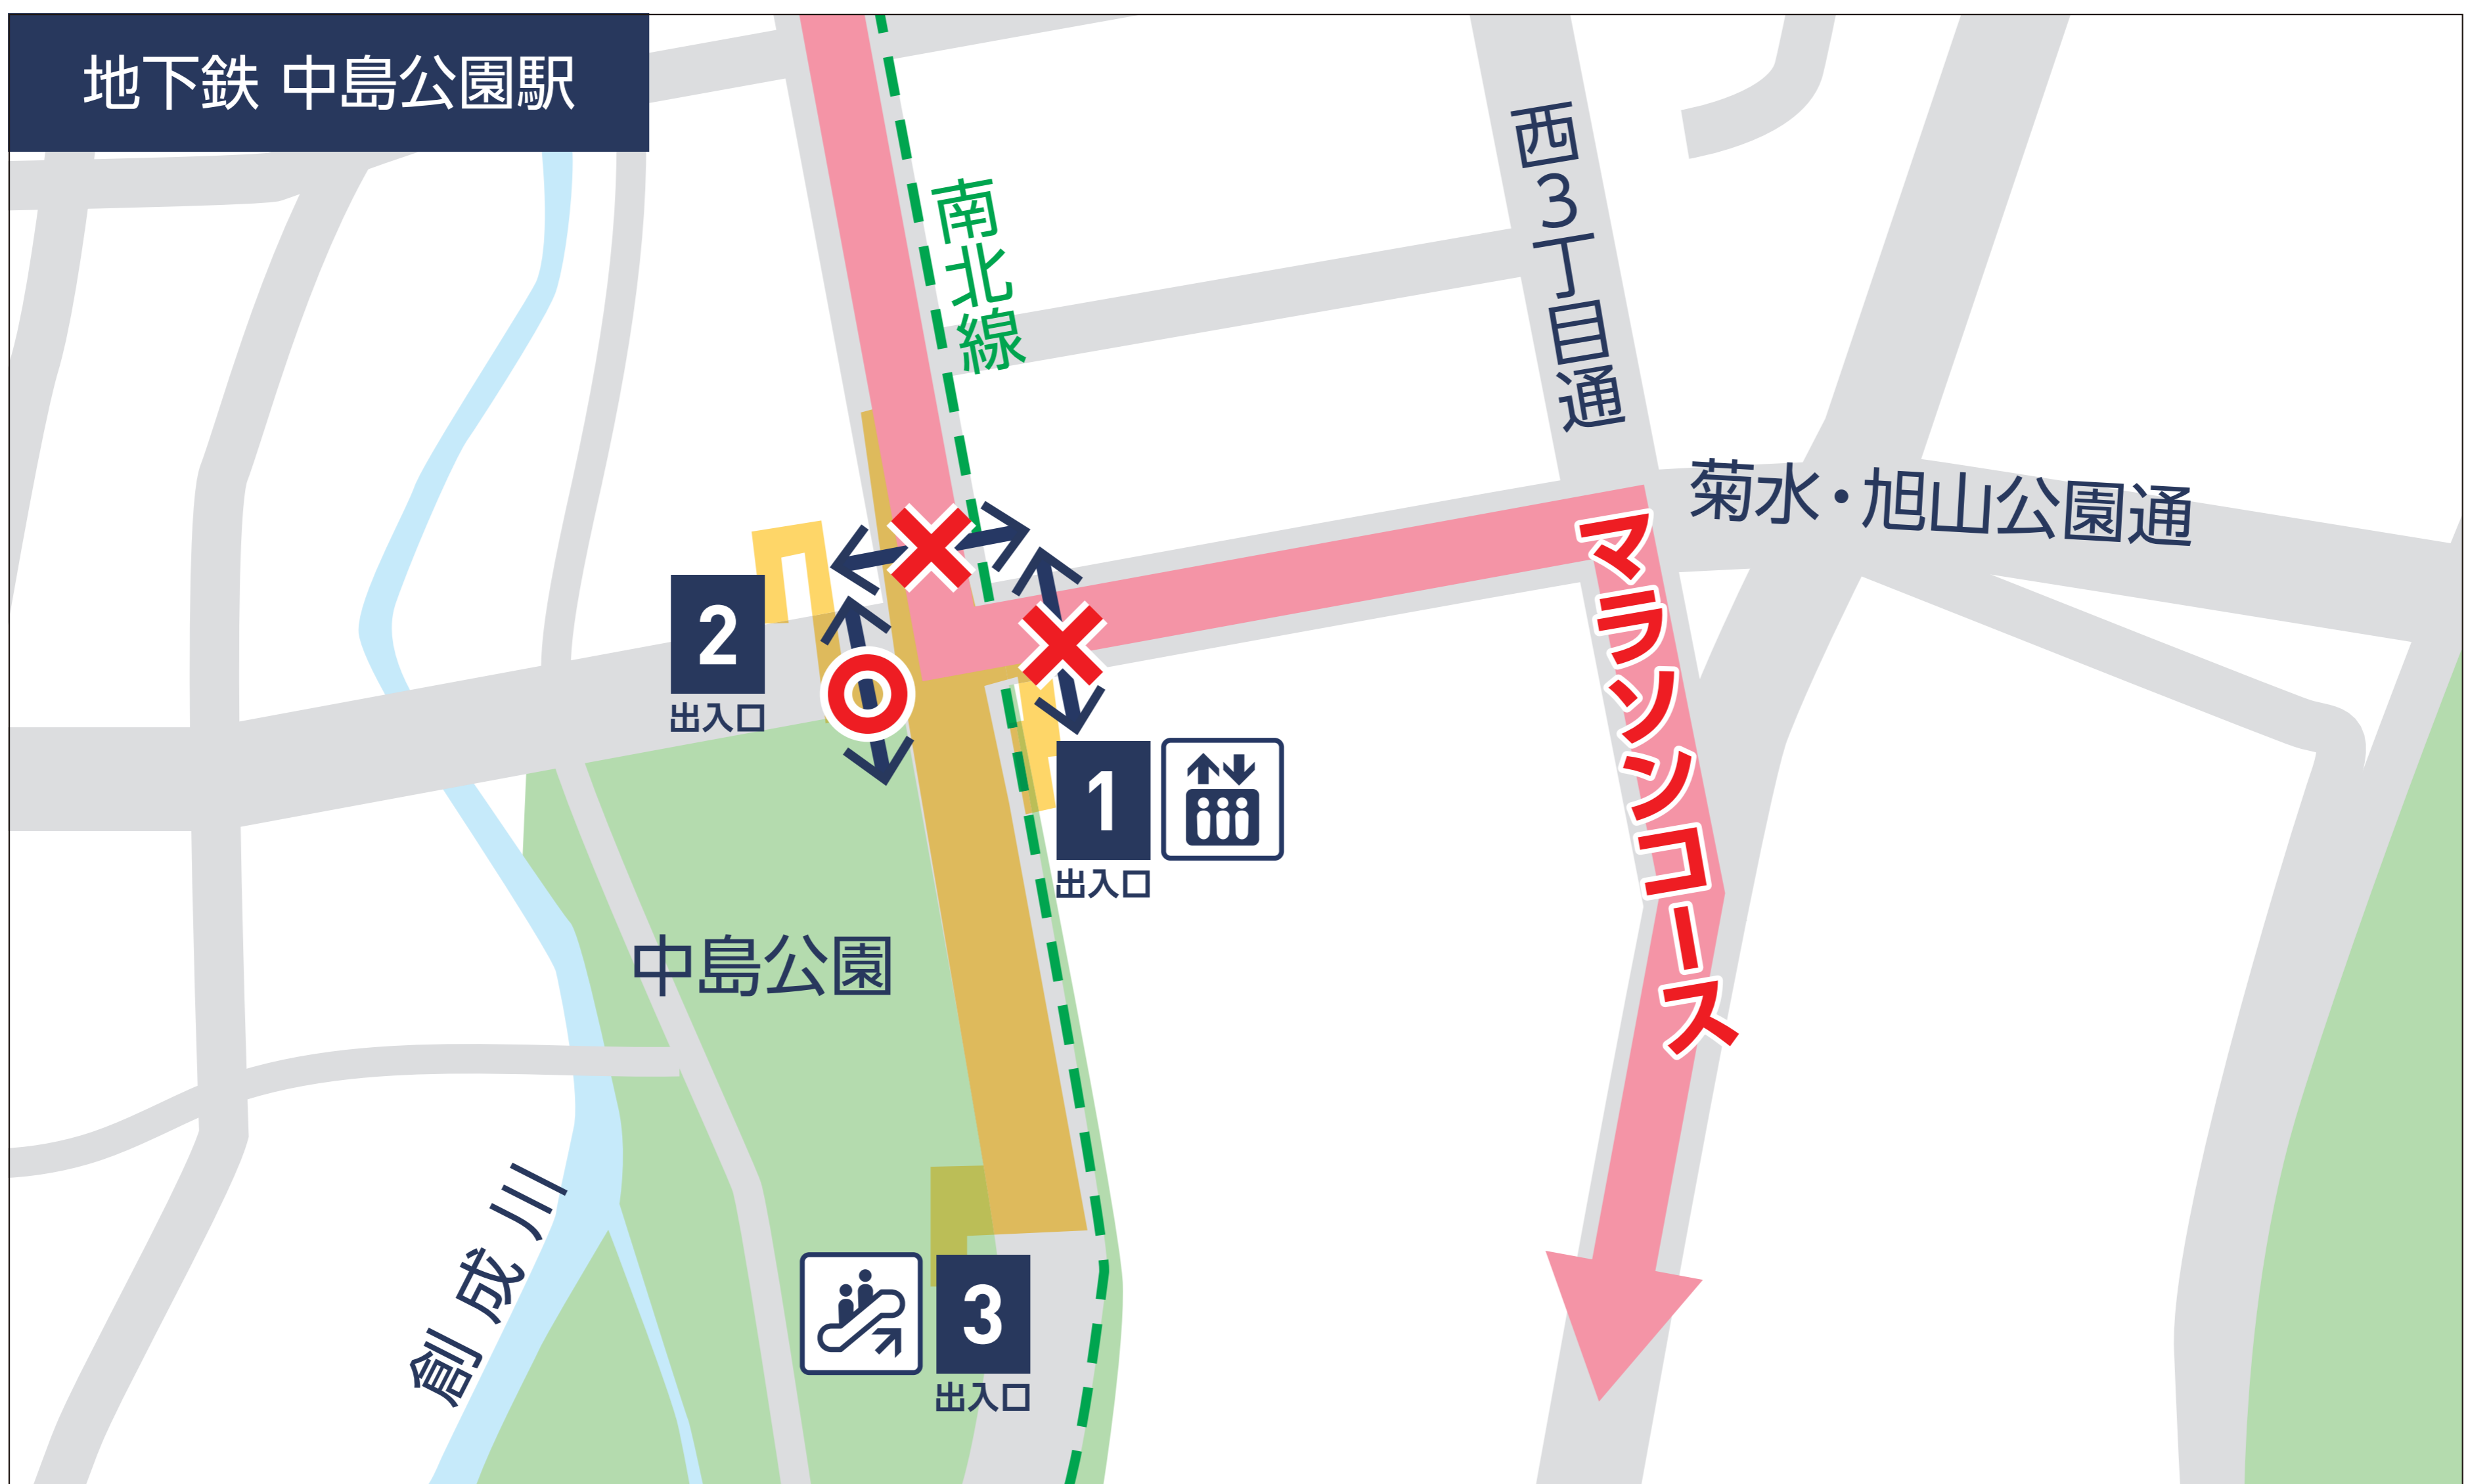 地下鉄 中島公園駅
南北線
西3丁目通
菊水・旭山公園通
マラソンコース
2
出入口
1
出入口
中島公園
創成川
3
出入口